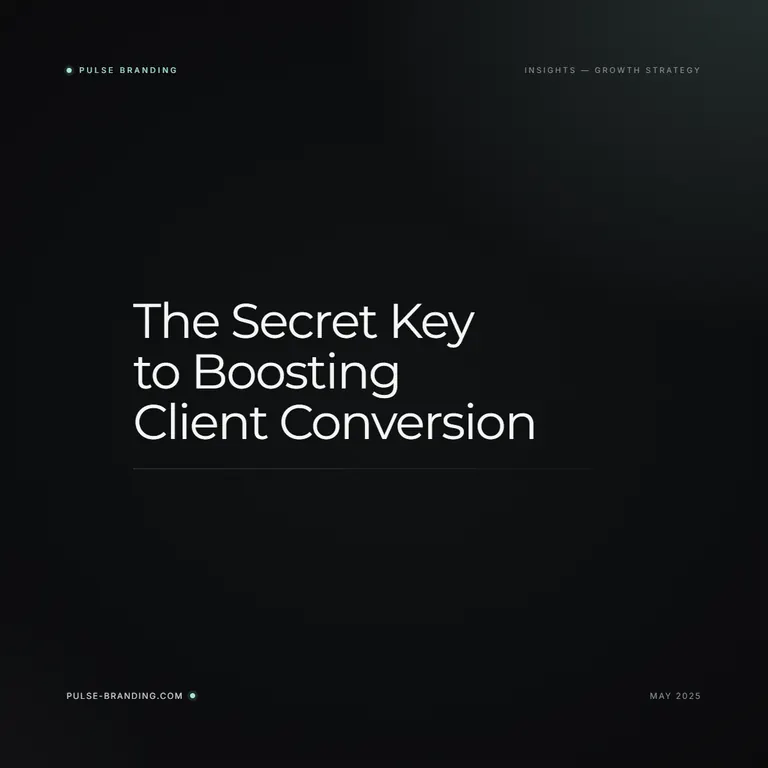 PULSE BRANDING
INSIGHTS — GROWTH STRATEGY
The Secret Key
to Boosting
Client Conversion
PULSE-BRANDING.COM
MAY 2025